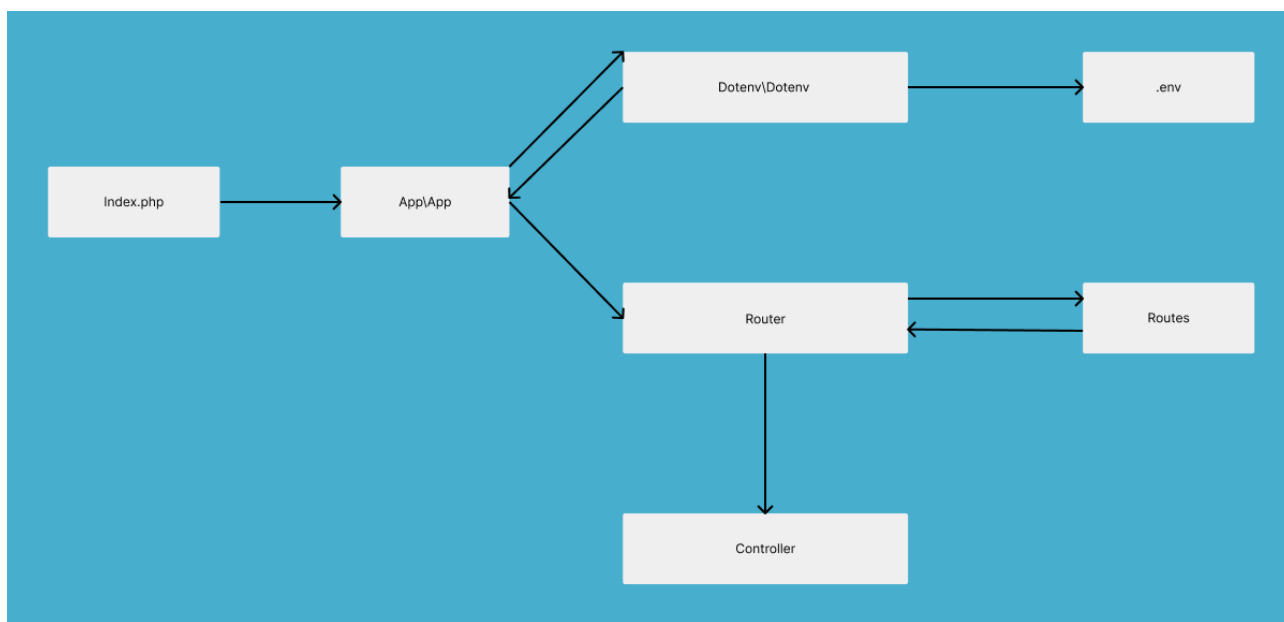 Dotenv\Dotenv
.env
Index.php
App\App
Router
Routes
Controller